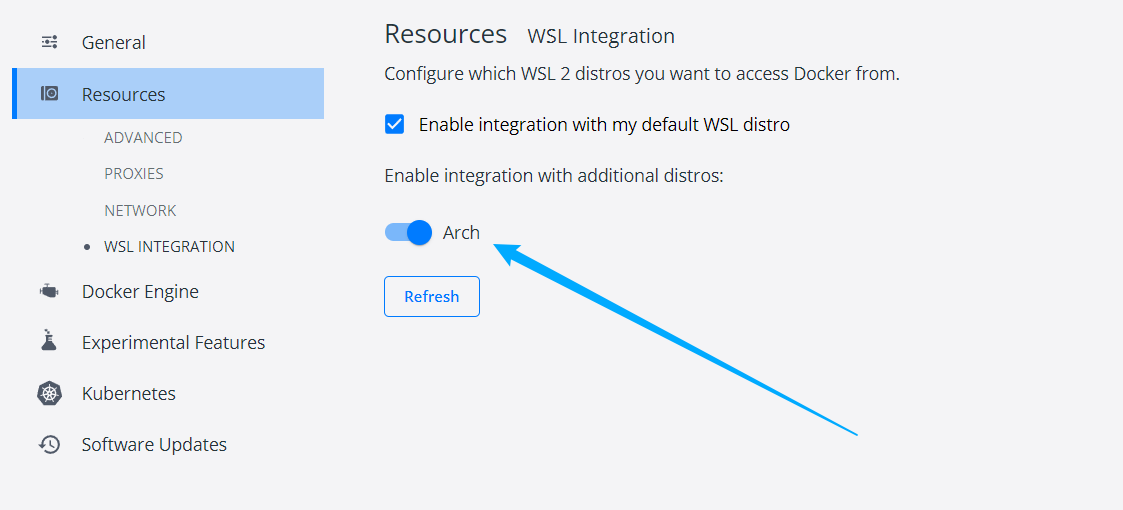 General
Resources
ADVANCED
PROXIES
NETWORK
WSL INTEGRATION
Docker Engine
Experimental Features
Kubernetes
Software Updates
Resources WSL Integration
Configure which WSL 2 distros you want to access Docker from.
Enable integration with my default WSL distro
Enable integration with additional distros:
Arch
Refresh